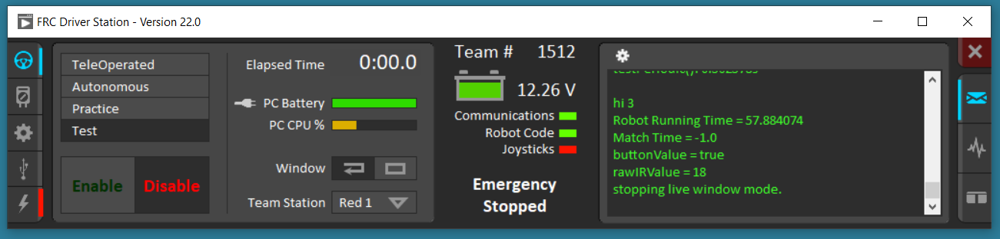 FRC Driver Station - Version 22.0
TeleOperated
Autonomous
Practice
Test
Enable
Disable
Elapsed Time 0:00.0
PC Battery
PC CPU %
Window
Team Station Red 1
Team # 1512
12.26 V
Communications
Robot Code
Joysticks
Emergency
Stopped
hi 3
Robot Running Time = 57.884074
Match Time = -1.0
buttonValue = true
rawIRValue = 18
stopping live window mode.